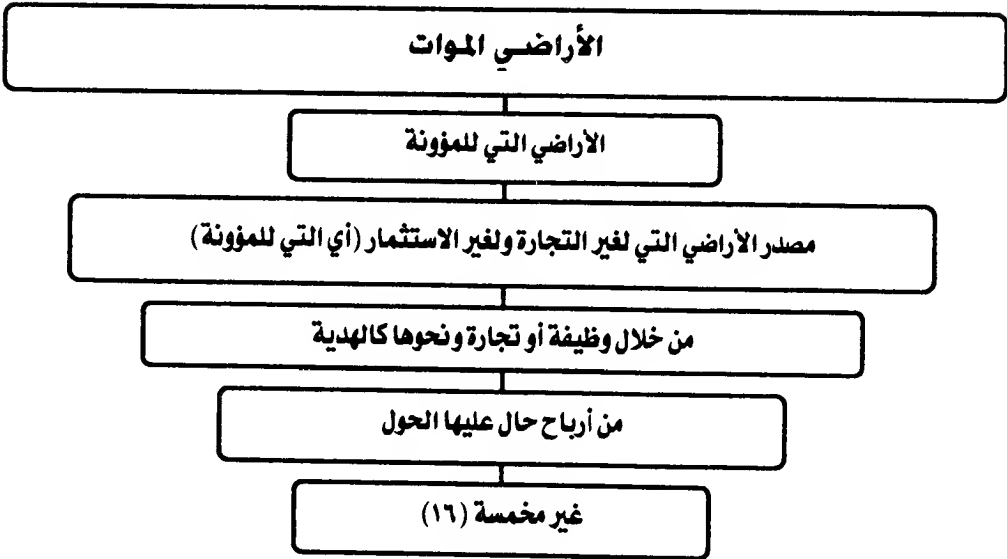 الأراضي الموات
الأراضي التي للمؤونة
مصدر الأراضي التي لغير التجارة ولغير الاستثمار (أي التي للمؤونة)
من خلال وظيفة أو تجارة ونحوها كالهدية
من أرباح حال عليها الحول
غير مخمسة (١٦)